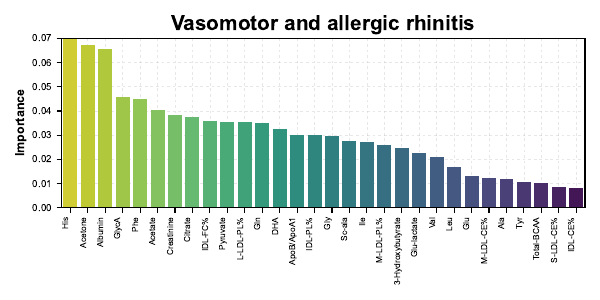 Vasomotor and allergic rhinitis
Importance
0.07
0.06
0.05
0.04
0.03
0.02
0.01
0.00
His
Acetone
Albumin
GlycA
Phe
Acetate
Creatinine
Citrate
IDL-FC%
Pyruvate
L-LDL-PL%
Gln
DHA
ApoB/ApoA1
IDL-PL%
Gly
Sc-ala
Ile
M-LDL-PL%
3-Hydroxybutyrate
Glu-lactate
Val
Leu
Glu
M-LDL-CE%
Ala
Tyr
Total-BCAA
S-LDL-CE%
IDL-CE%